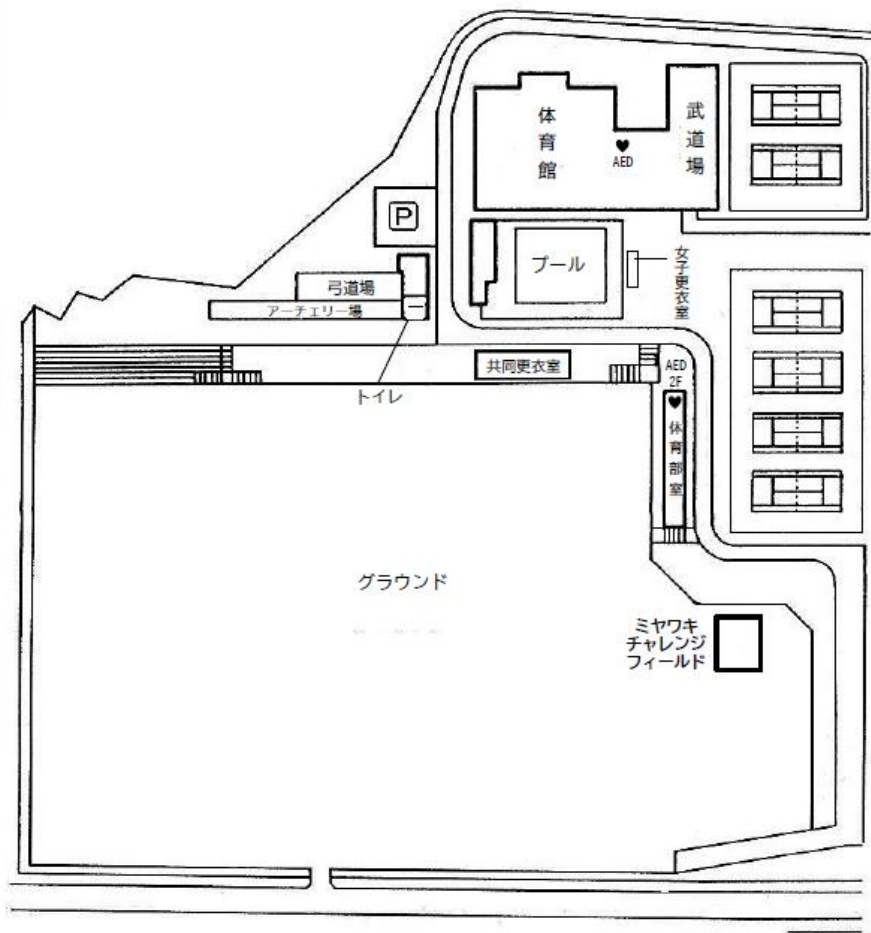 体育館
武道場
AED
P
プール
女子更衣室
弓道場
アーチェリー場
トイレ
共同更衣室
AED
2F
体育部室
グラウンド
ミヤワキ
チャレンジ
フィールド